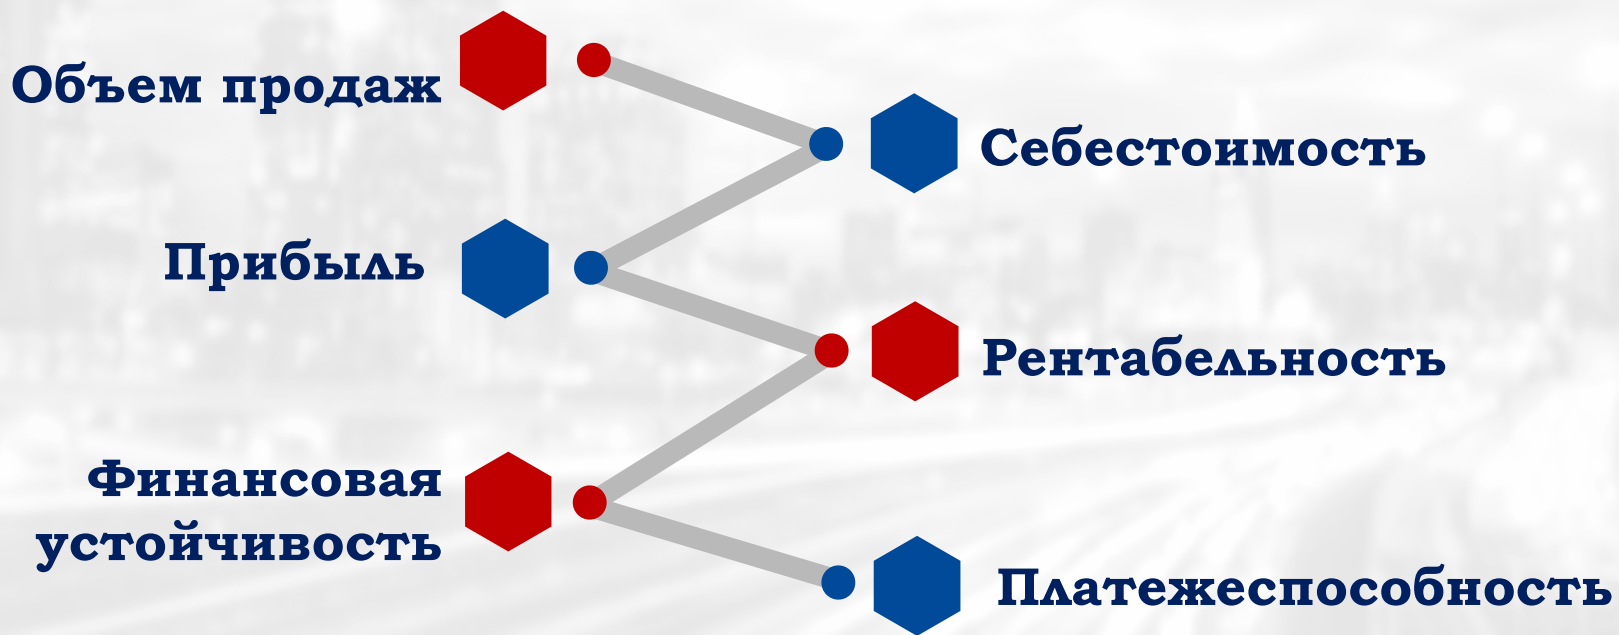 Объем продаж
Себестоимость
Прибыль
Рентабельность
Финансовая
устойчивость
Платежеспособность